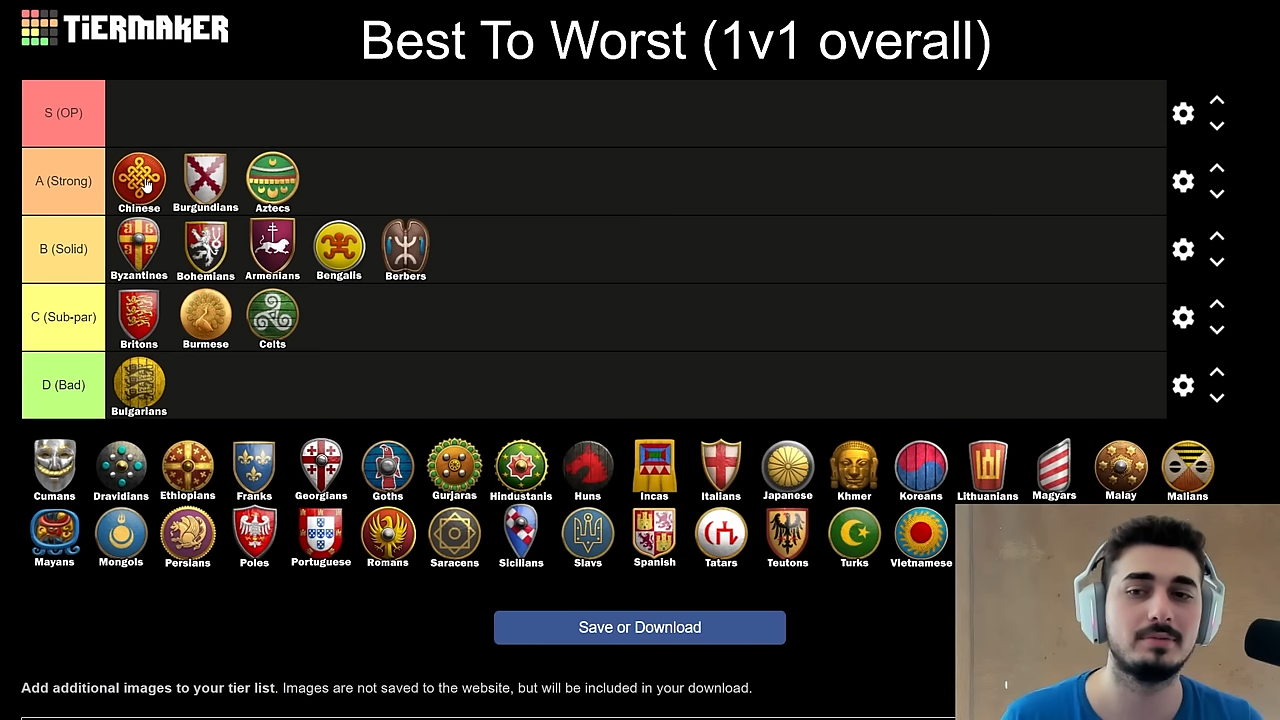 TiERMAKER
Best To Worst (1v1 overall)
S (OP)
A (Strong)
Chinese Burgundians Aztecs
B (Solid)
Byzantines Bohemians Armenians Bengalis Berbers
C (Sub-par)
Britons Burmese Celts
D (Bad)
Bulgarians
Cumans Dravidians Ethiopians Franks Georgians Goths Gurjaras Hindustanis Huns Incas Italians Japanese Khmer Koreans Lithuanians Magyars Malay Malians
Mayans Mongols Persians Poles Portuguese Romans Saracens Sicilians Slavs Spanish Tatars Teutons Turks Vietnamese
Save or Download
Add additional images to your tier list. Images are not saved to the website, but will be included in your download.